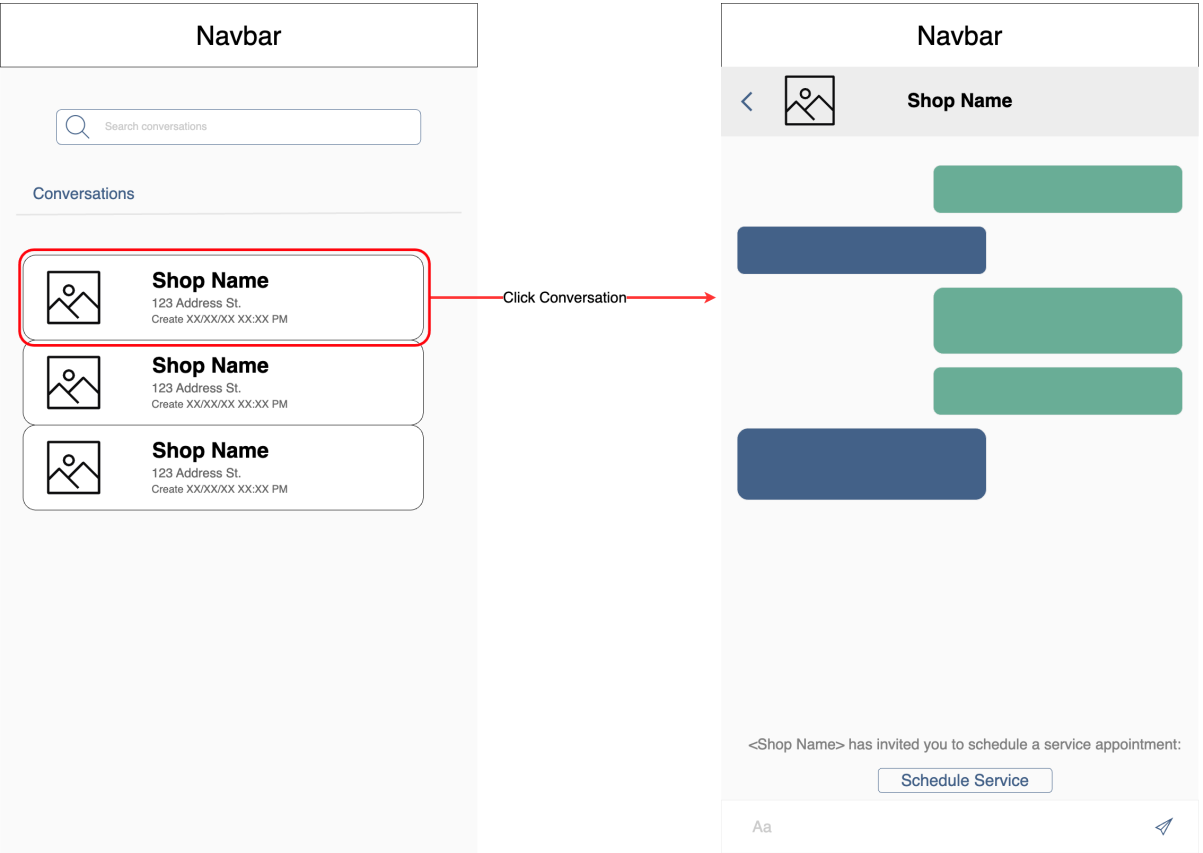 Navbar
Search conversations
Conversations
Shop Name
123 Address St.
Create XX/XX/XX XX:XX PM
Shop Name
123 Address St.
Create XX/XX/XX XX:XX PM
Shop Name
123 Address St.
Create XX/XX/XX XX:XX PM
Click Conversation
Navbar
Shop Name
<Shop Name> has invited you to schedule a service appointment:
Schedule Service
Aa